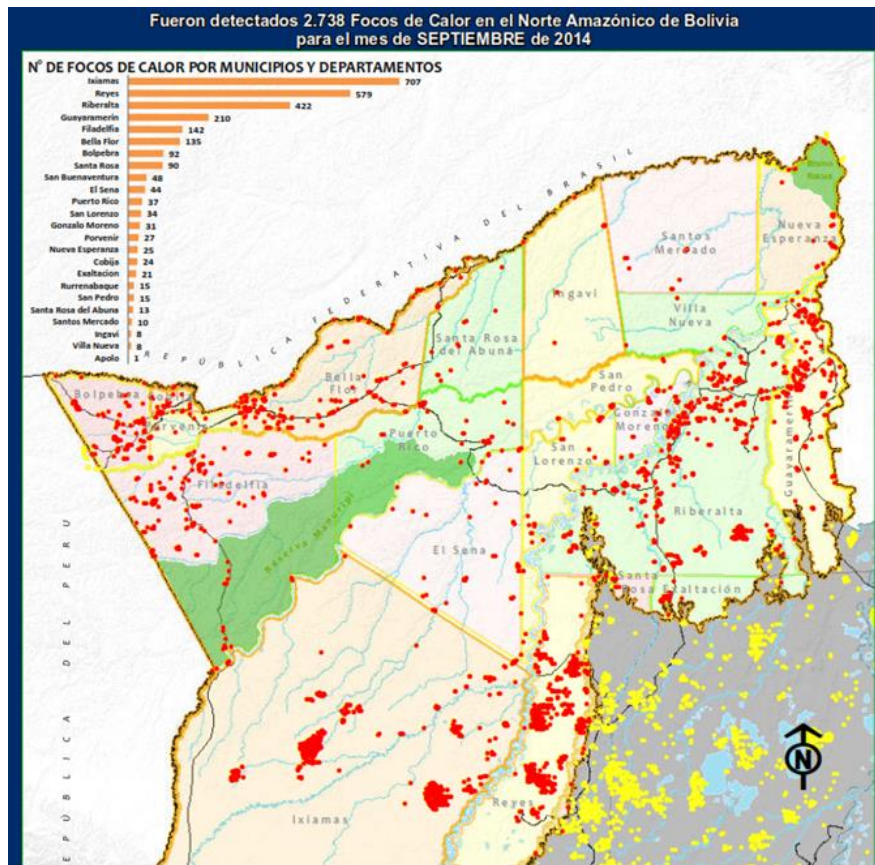 Fueron detectados 2.738 Focos de Calor en el Norte Amazónico de Bolivia
para el mes de SEPTIEMBRE de 2014
N° DE FOCOS DE CALOR POR MUNICIPIOS Y DEPARTAMENTOS
Ixiamas 707
Reyes 579
Riberalta 422
Guayaramerín 210
Filadelfia 142
Bella Flor 135
Bolpebra 92
Santa Rosa 90
San Buenaventura 48
El Sena 44
Puerto Rico 37
San Lorenzo 34
Gonzalo Moreno 31
Porvenir 27
Nueva Esperanza 25
Cobija 24
Exaltacion 21
Rurrenabaque 15
San Pedro 15
Santa Rosa del Abuna 13
Santos Mercado 10
Ingavi 8
Villa Nueva 8
Apolo 1
REPÚBLICA FEDERATIVA DEL BRASIL
REPÚBLICA DEL PERÚ
Nueva
Esperanza
Santos
Mercado
Ingavi
Villa
Nueva
Santa Rosa
del Abuná
Bella
Flor
San
Pedro
Bolpebra
Porvenir
Gonzalo
Moreno
Guayaramerín
Puerto
Rico
San
Lorenzo
Filadelfia
Riberalta
Reserva Manuripi
El Sena
Santa
Rosa
Exaltación
Reyes
Ixiamas
N